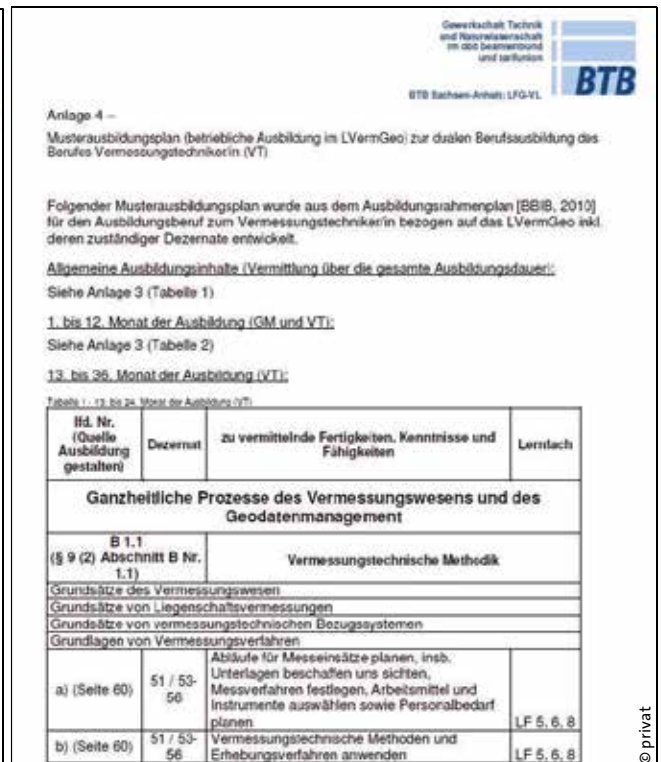 Gewerkschaft Technik
und Naturwissenschaft
im dbb beamtenbund
und tarifunion
BTB
BTB Sachsen-Anhalt: LFG-VL
Anlage 4 –
Musterausbildungsplan (betriebliche Ausbildung im LVermGeo) zur dualen Berufsausbildung des
Berufes Vermessungstechniker/in (VT)
Folgender Musterausbildungsplan wurde aus dem Ausbildungsrahmenplan [BBIB, 2010]
für den Ausbildungsberuf zum Vermessungstechniker/in bezogen auf das LVermGeo inkl.
deren zuständiger Dezernate entwickelt.
Allgemeine Ausbildungsinhalte (Vermittlung über die gesamte Ausbildungsdauer):
Siehe Anlage 3 (Tabelle 1)
1. bis 12. Monat der Ausbildung (GM und VT):
Siehe Anlage 3 (Tabelle 2)
13. bis 36. Monat der Ausbildung (VT):
Tabelle 1 - 13. bis 24. Monat der Ausbildung (VT)
lfd. Nr.
(Quelle
Ausbildung
gestalten)
Dezernat
zu vermittelnde Fertigkeiten, Kenntnisse und
Fähigkeiten
Lernfach
Ganzheitliche Prozesse des Vermessungswesens und des
Geodatenmanagement
B 1.1
(§ 9 (2) Abschnitt B Nr.
1.1)
Vermessungstechnische Methodik
Grundsätze des Vermessungswesen
Grundsätze von Liegenschaftsvermessungen
Grundsätze von vermessungstechnischen Bezugssystemen
Grundlagen von Vermessungsverfahren
a) (Seite 60)
51 / 53-
56
Abläufe für Messeinsätze planen, insb.
Unterlagen beschaffen uns sichten,
Messverfahren festlegen, Arbeitsmittel und
Instrumente auswählen sowie Personalbedarf
planen
LF 5, 6, 8
b) (Seite 60)
51 / 53-
56
Vermessungstechnische Methoden und
Erhebungsverfahren anwenden
LF 5, 6, 8
© privat